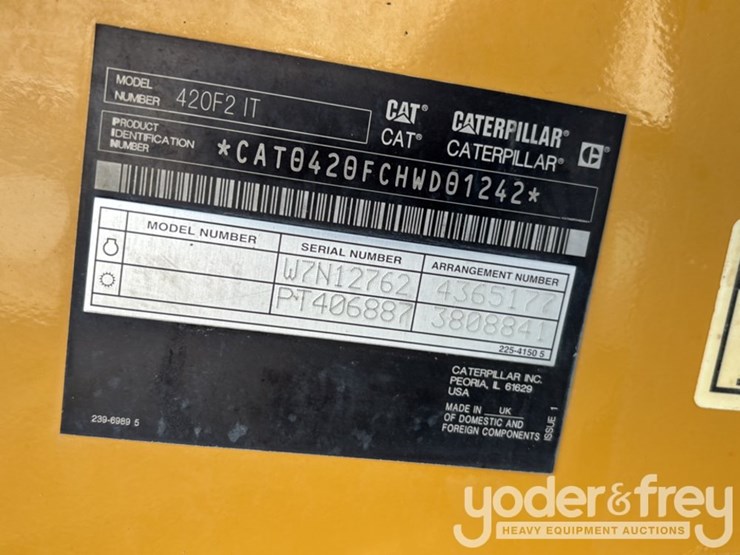 MODEL NUMBER 420F2 IT
CAT® CATERPILLAR®
CAT® CATERPILLAR® C®
PRODUCT IDENTIFICATION NUMBER *CAT0420FCHWD01242*
MODEL NUMBER SERIAL NUMBER ARRANGEMENT NUMBER
W7N12762 4365177
PT406887 3808841
225-4150 5
CATERPILLAR INC.
PEORIA, IL 61629
USA
MADE IN UK
OF DOMESTIC AND
FOREIGN COMPONENTS
ISSUE 1
239-6989 5
yoder&frey
HEAVY EQUIPMENT AUCTIONS